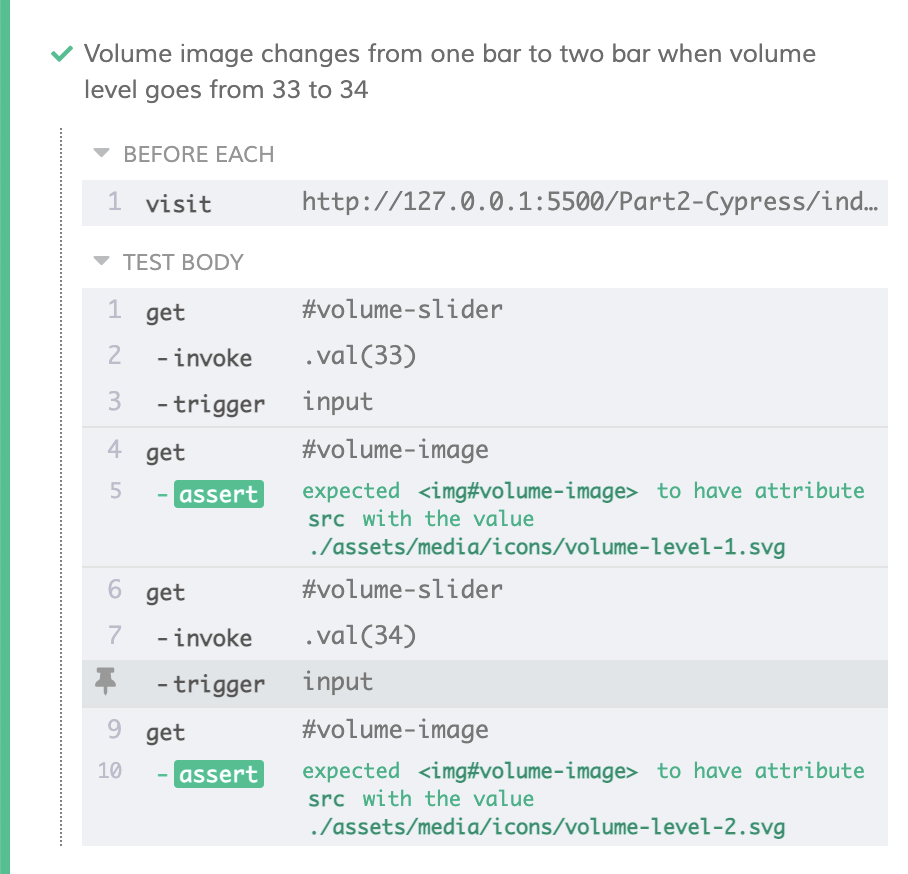 Volume image changes from one bar to two bar when volume
level goes from 33 to 34
BEFORE EACH
1 visit http://127.0.0.1:5500/Part2-Cypress/ind…
TEST BODY
1 get #volume-slider
2 -invoke .val(33)
3 -trigger input
4 get #volume-image
5 -assert expected <img#volume-image> to have attribute
src with the value
./assets/media/icons/volume-level-1.svg
6 get #volume-slider
7 -invoke .val(34)
-trigger input
9 get #volume-image
10 -assert expected <img#volume-image> to have attribute
src with the value
./assets/media/icons/volume-level-2.svg